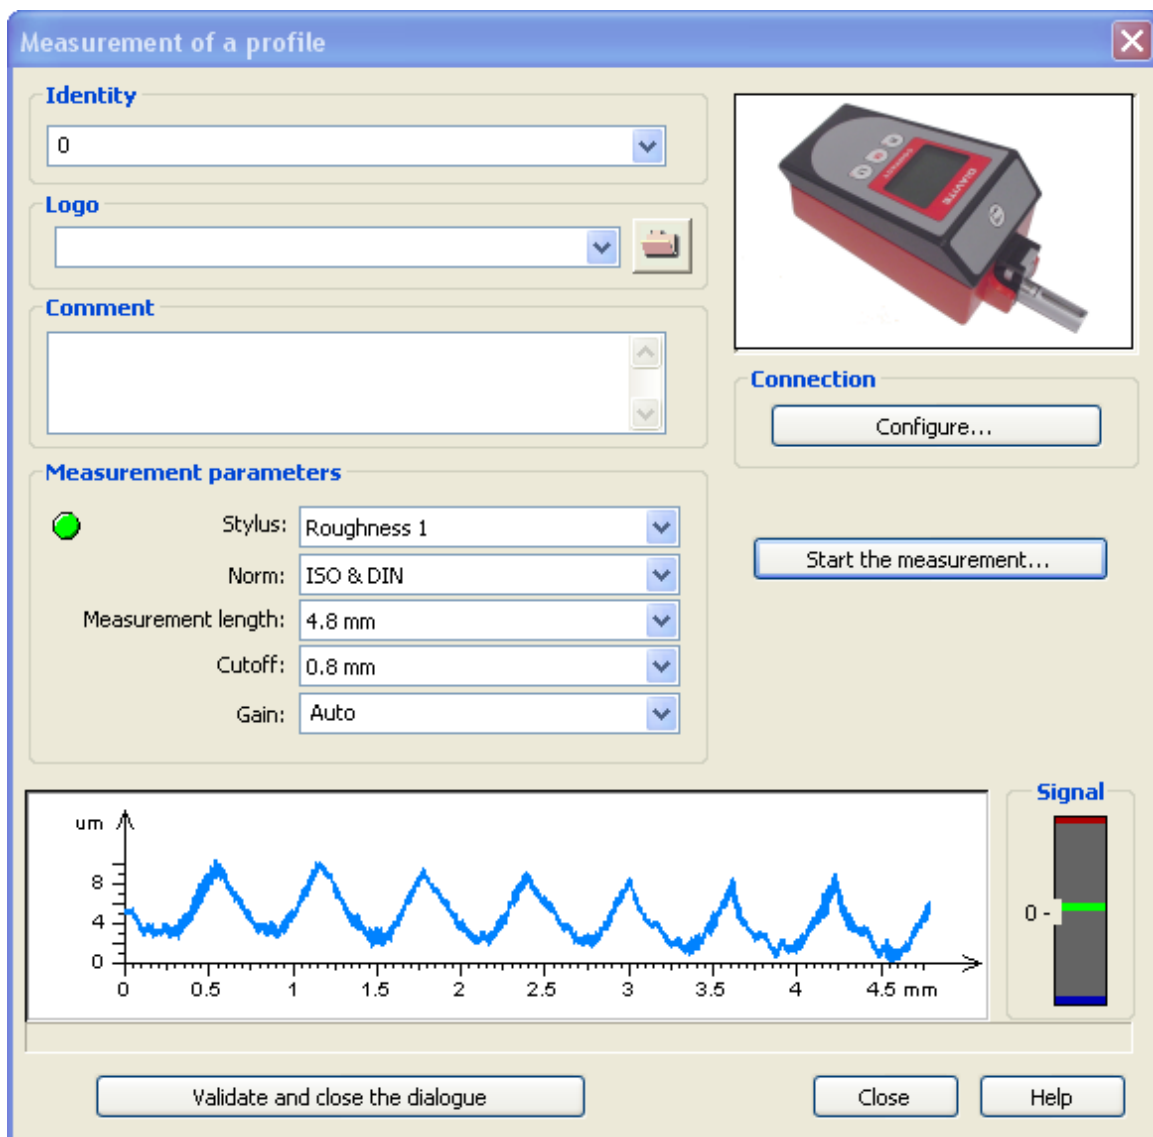 Measurement of a profile
Identity
0
Logo
Comment
DIAVITE
COMPACT
Connection
Configure...
Measurement parameters
Stylus: Roughness 1
Norm: ISO & DIN
Measurement length: 4.8 mm
Cutoff: 0.8 mm
Gain: Auto
Start the measurement...
um
8
4
0
0 0.5 1 1.5 2 2.5 3 3.5 4 4.5 mm
Signal
0 -
Validate and close the dialogue
Close
Help